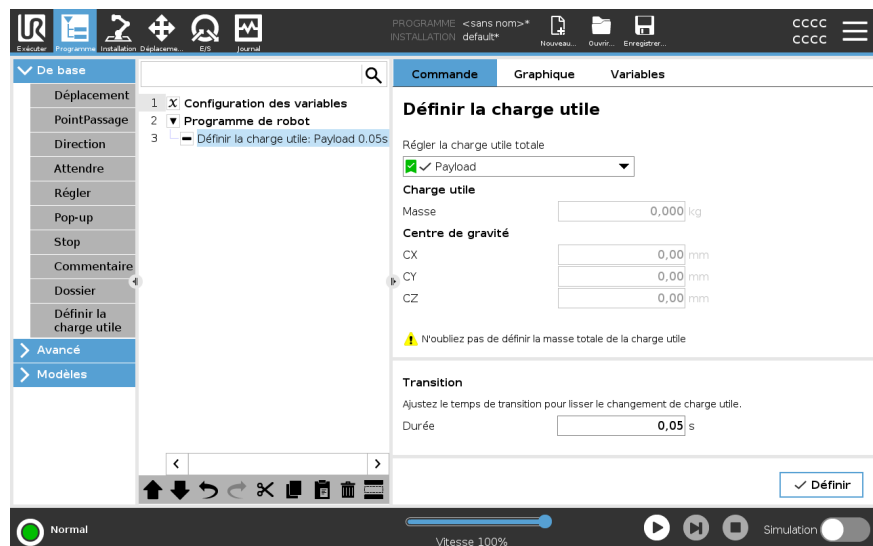 PROGRAMME <sans nom>*
INSTALLATION default*
Exécuter
Programme
Installation
Déplaceme...
E/S
Journal
Nouveau...
Ouvrir...
Enregistrer...
CCCC
CCCC
De base
Déplacement
PointPassage
Direction
Attendre
Régler
Pop-up
Stop
Commentaire
Dossier
Définir la
charge utile
Avancé
Modèles
1 X Configuration des variables
2 Programme de robot
3 Définir la charge utile: Payload 0.05s
Commande
Graphique
Variables
Définir la charge utile
Régler la charge utile totale
Payload
Charge utile
Masse 0,000 kg
Centre de gravité
CX 0,00 mm
CY 0,00 mm
CZ 0,00 mm
N'oubliez pas de définir la masse totale de la charge utile
Transition
Ajustez le temps de transition pour lisser le changement de charge utile.
Durée 0,05 s
Définir
Normal
Vitesse 100%
Simulation